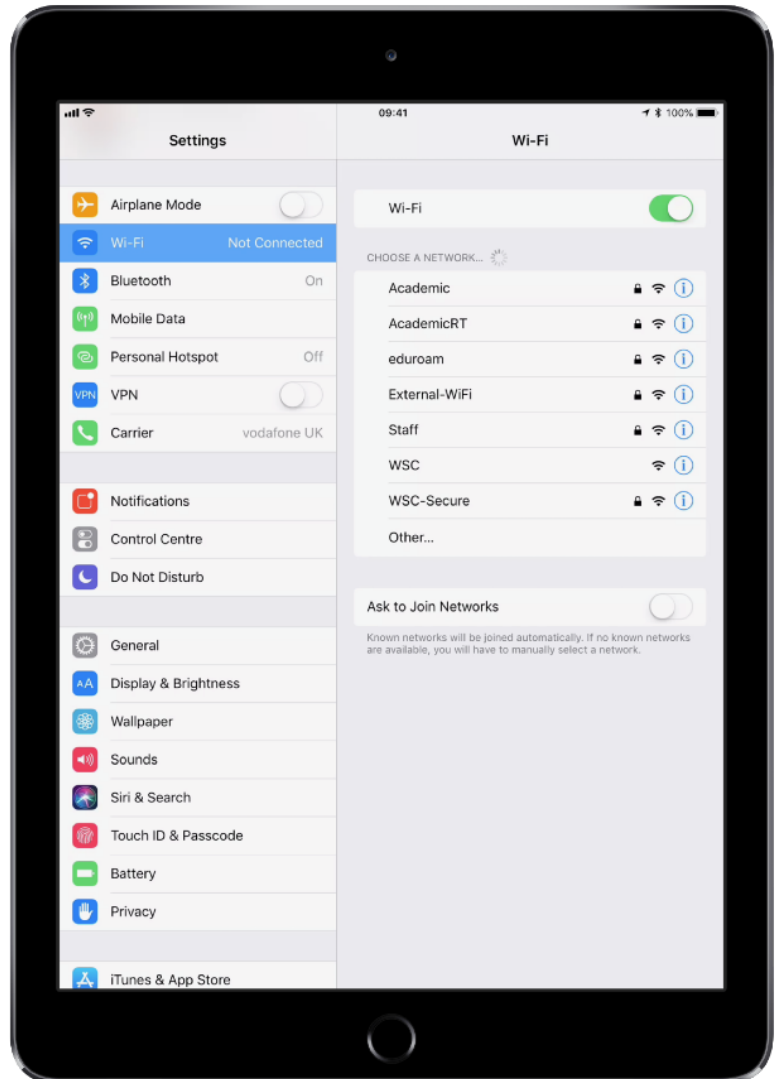 09:41
100%
Settings
Airplane Mode
Wi-Fi Not Connected
Bluetooth On
Mobile Data
Personal Hotspot Off
VPN VPN
Carrier vodafone UK
Notifications
Control Centre
Do Not Disturb
General
AA Display & Brightness
Wallpaper
Sounds
Siri & Search
Touch ID & Passcode
Battery
Privacy
iTunes & App Store
Wi-Fi
Wi-Fi
CHOOSE A NETWORK...
Academic
AcademicRT
eduroam
External-WiFi
Staff
WSC
WSC-Secure
Other...
Ask to Join Networks
Known networks will be joined automatically. If no known networks
are available, you will have to manually select a network.